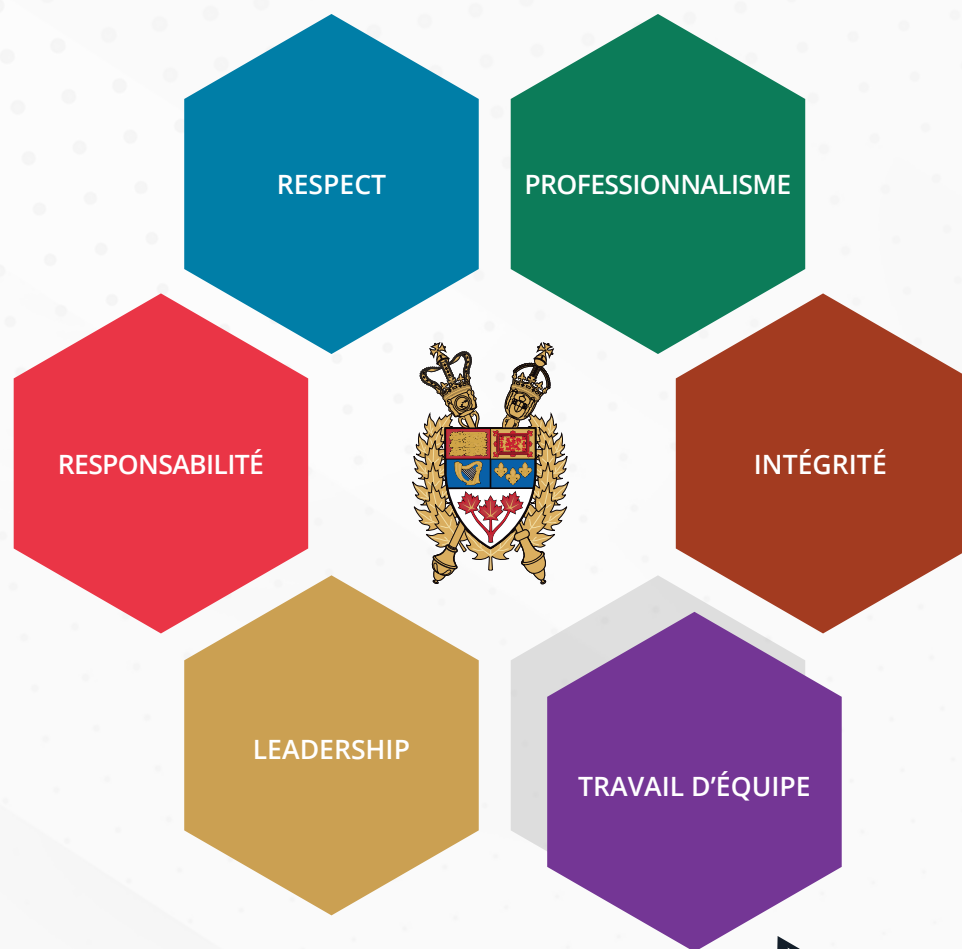 RESPECT
PROFESSIONNALISME
RESPONSABILITÉ
INTÉGRITÉ
LEADERSHIP
TRAVAIL D’ÉQUIPE